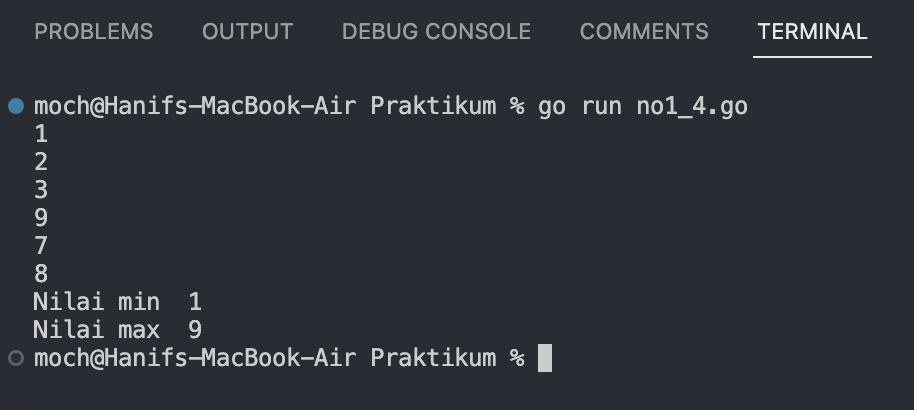 PROBLEMS OUTPUT DEBUG CONSOLE COMMENTS TERMINAL
moch@Hanifs-MacBook-Air Praktikum % go run no1_4.go
1
2
3
9
7
8
Nilai min  1
Nilai max  9
moch@Hanifs-MacBook-Air Praktikum %